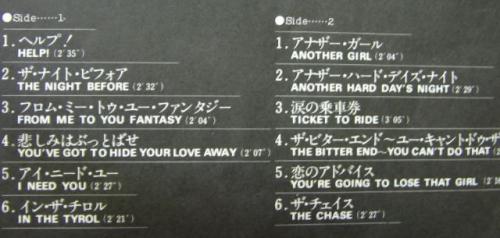 ●Side……1
1.ヘルプ!
HELP! (2'35")
2.ザ・ナイト・ビフォア
THE NIGHT BEFORE (2'32")
3.フロム・ミー・トゥ・ユー・ファンタジー
FROM ME TO YOU FANTASY (2'04")
4.悲しみはぶっとばせ
YOU'VE GOT TO HIDE YOUR LOVE AWAY (2'07")
5.アイ・ニード・ユー
I NEED YOU (2'27")
6.イン・ザ・チロル
IN THE TYROL (2'21")
●Side……2
1.アナザー・ガール
ANOTHER GIRL (2'04")
2.アナザー・ハード・デイズ・ナイト
ANOTHER HARD DAY'S NIGHT (2'29")
3.涙の乗車券
TICKET TO RIDE (3'05")
4.ザ・ビター・エンド〜ユー・キャント・ドゥ・ザ
THE BITTER END〜YOU CAN'T DO THAT (2
5.恋のアドバイス
YOU'RE GOING TO LOSE THAT GIRL (2'1
6.ザ・チェイス
THE CHASE (2'27")